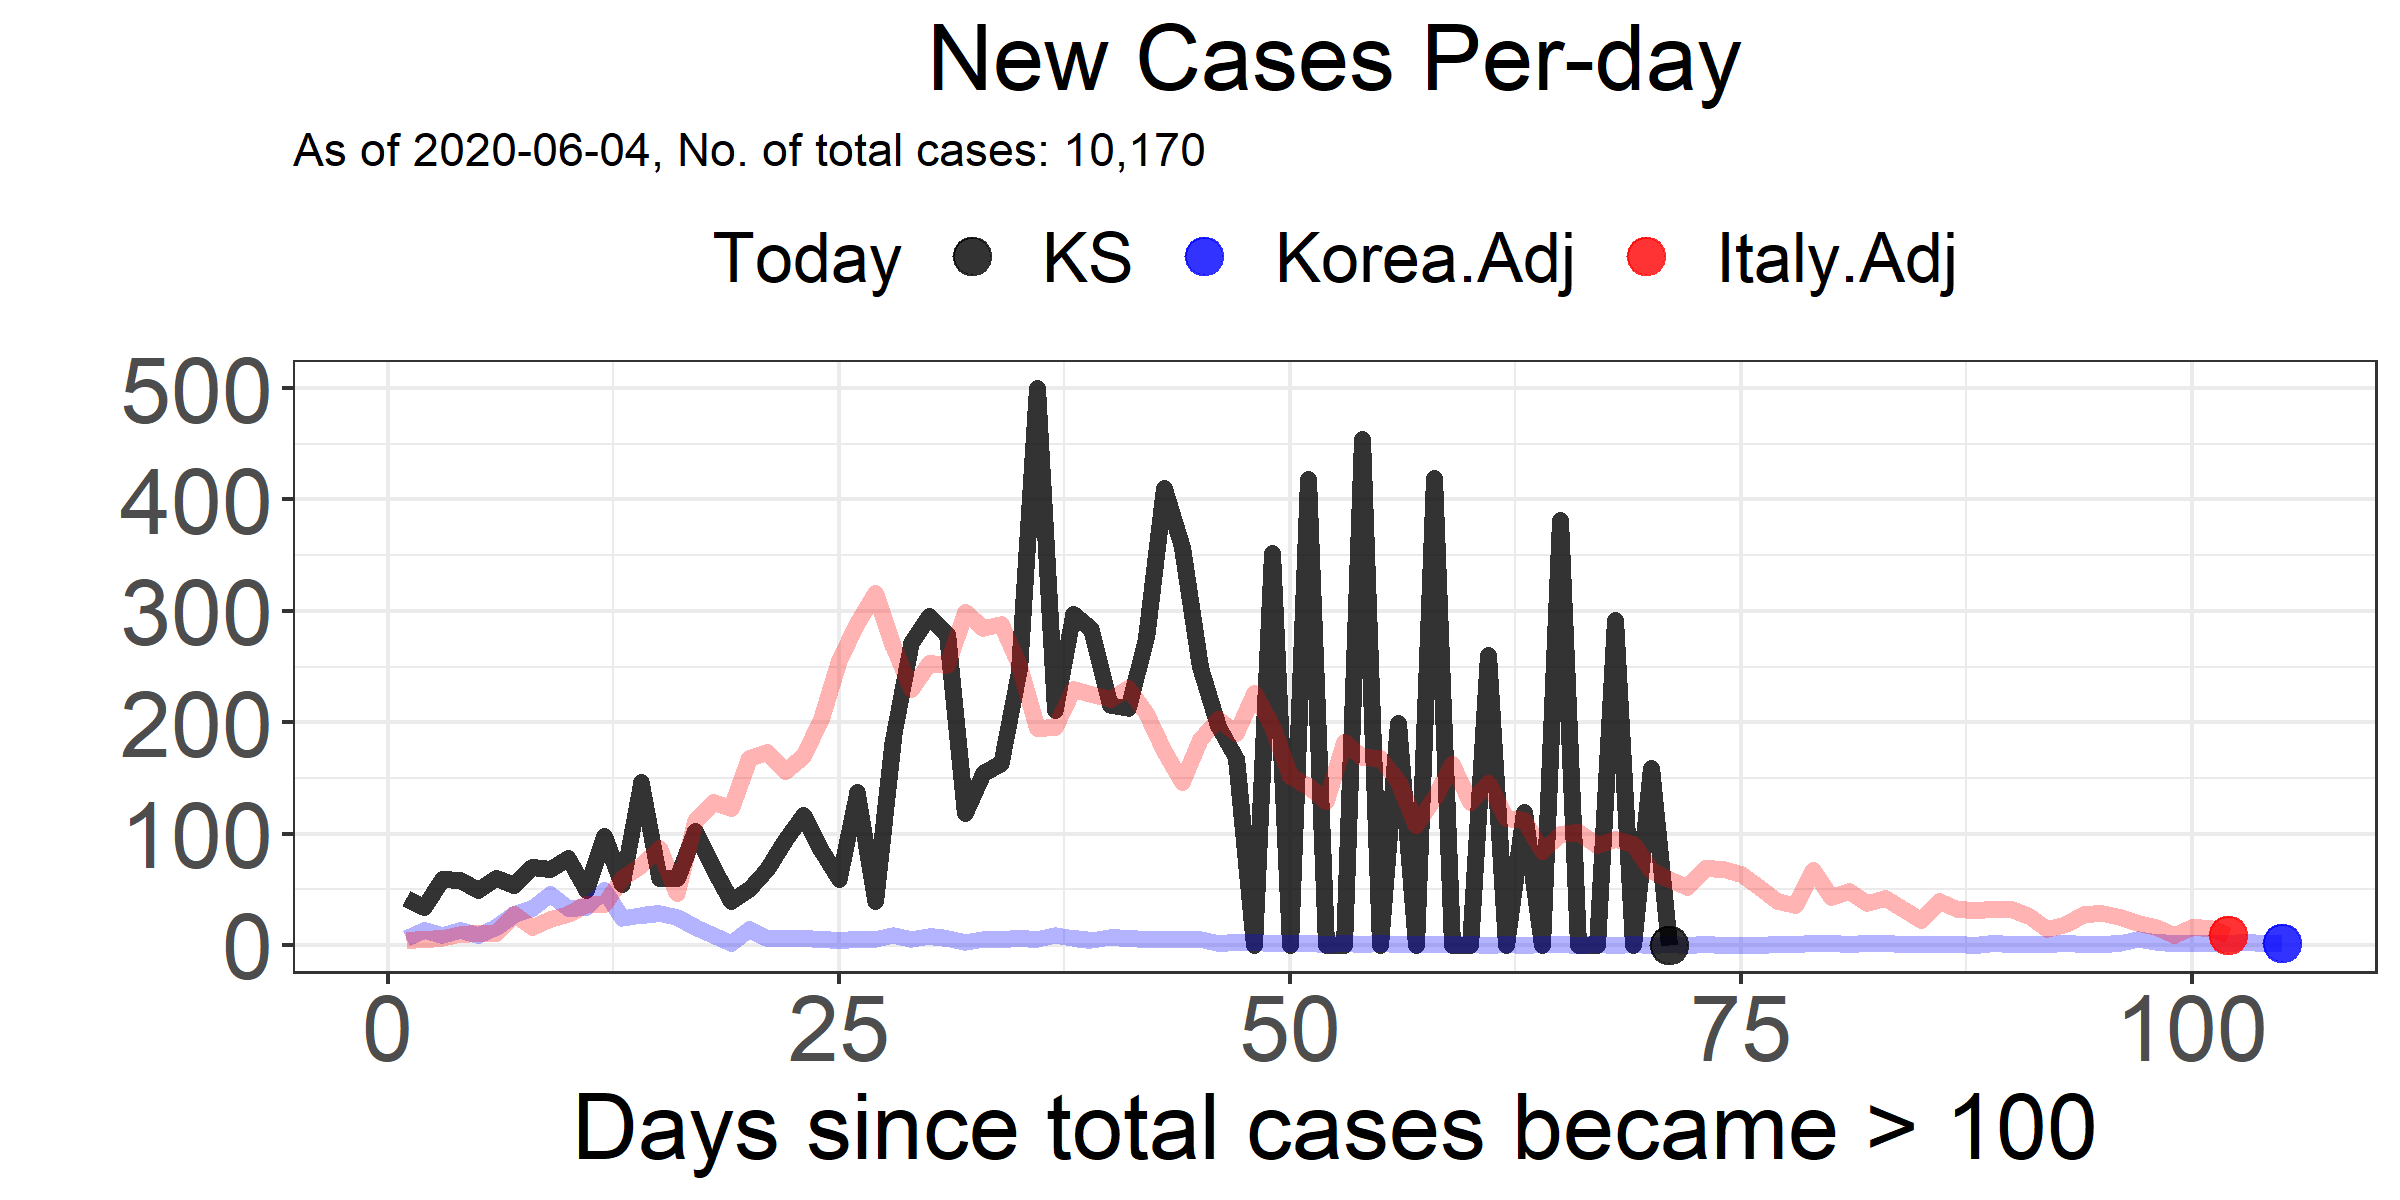 New Cases Per-day
As of 2020-06-04, No. of total cases: 10,170
Today KS Korea.Adj Italy.Adj
500
400
300
200
100
0
0 25 50 75 100
Days since total cases became > 100